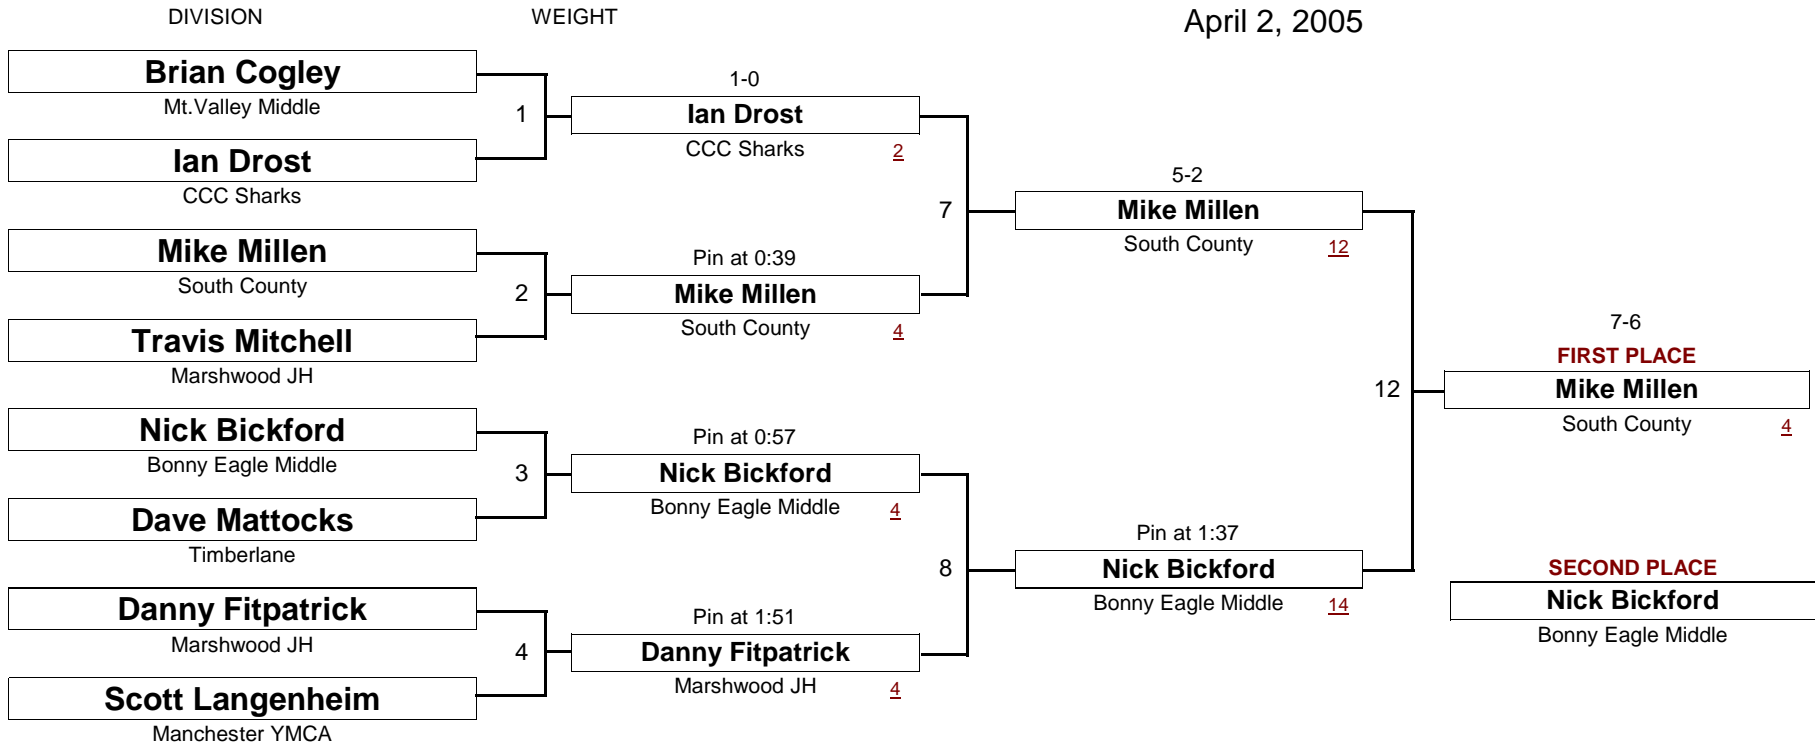 DIVISION WEIGHT April 2, 2005
Brian Cogley
Mt.Valley Middle
1
Ian Drost
CCC Sharks
Mike Millen
South County
2
Travis Mitchell
Marshwood JH
Nick Bickford
Bonny Eagle Middle
3
Dave Mattocks
Timberlane
Danny Fitpatrick
Marshwood JH
4
Scott Langenheim
Manchester YMCA
1-0
Ian Drost
CCC Sharks 2
7
Pin at 0:39
Mike Millen
South County 4
Pin at 0:57
Nick Bickford
Bonny Eagle Middle 4
8
Pin at 1:51
Danny Fitpatrick
Marshwood JH 4
5-2
Mike Millen
South County 12
12
Pin at 1:37
Nick Bickford
Bonny Eagle Middle 14
7-6
FIRST PLACE
Mike Millen
South County 4
SECOND PLACE
Nick Bickford
Bonny Eagle Middle